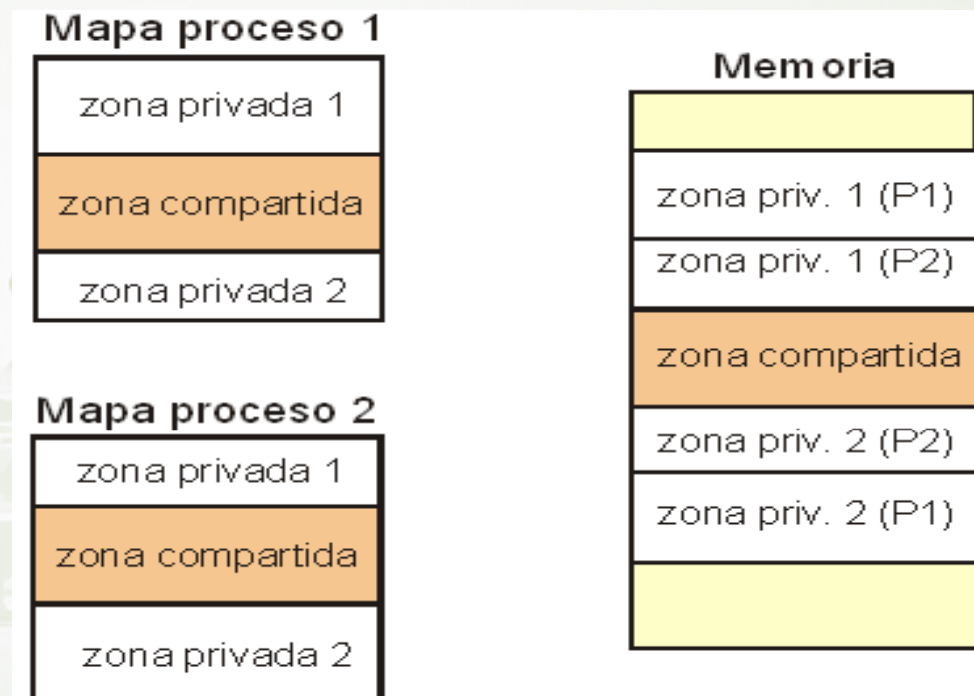 Mapa proceso 1
zona privada 1
zona compartida
zona privada 2
Mapa proceso 2
zona privada 1
zona compartida
zona privada 2
Memoria
zona priv. 1 (P1)
zona priv. 1 (P2)
zona compartida
zona priv. 2 (P2)
zona priv. 2 (P1)